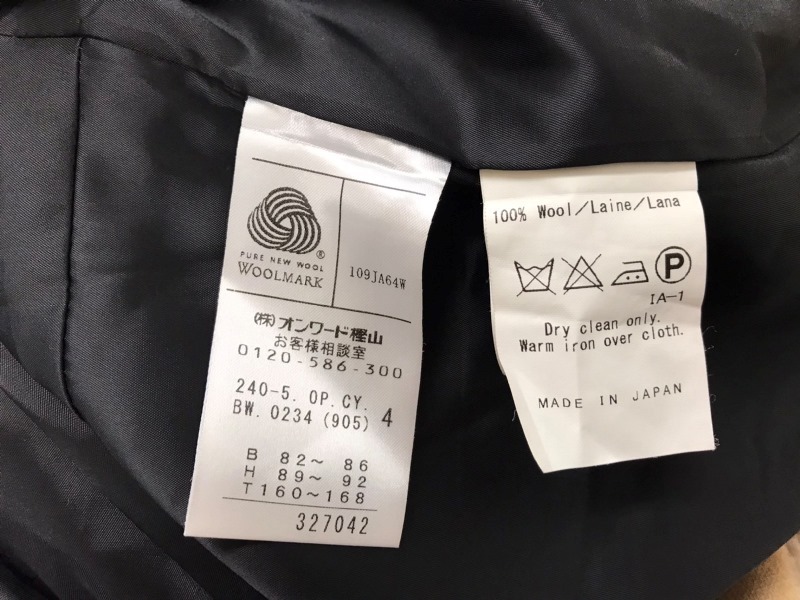 PURE NEW WOOL
WOOLMARK
®
109JA64W
(株)オンワード樫山
お客様相談室
0120-586-300
240-5. OP. CY. 4
BW. 0234 (905)
B 82～ 86
H 89～ 92
T 160～168
327042
100% Wool/Laine/Lana
P
IA-1
Dry clean only.
Warm iron over cloth.
MADE IN JAPAN